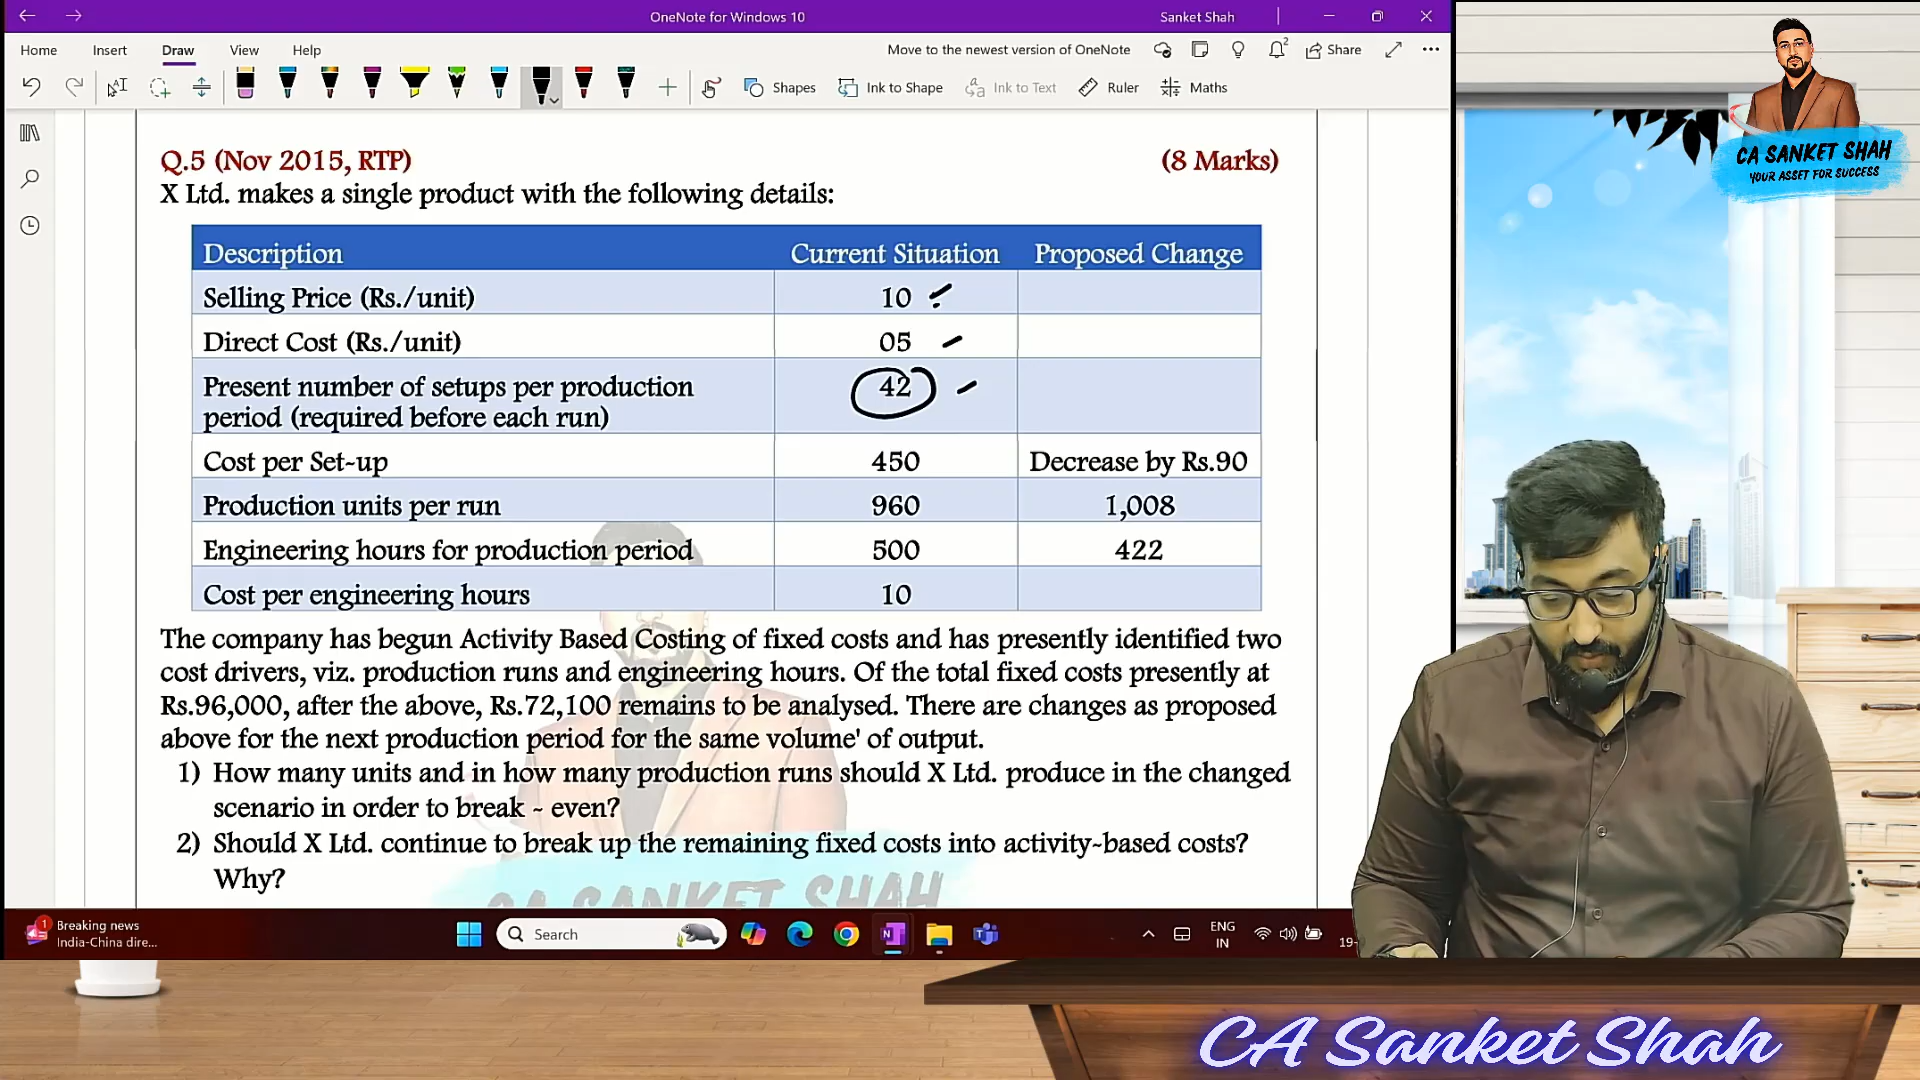 OneNote for Windows 10
Sanket Shah
Home Insert Draw View Help
Move to the newest version of OneNote
2
Share
Shapes
Ink to Shape
Ink to Text
Ruler
Maths
CA SANKET SHAH
YOUR ASSET FOR SUCCESS
Q.5 (Nov 2015, RTP) (8 Marks)
X Ltd. makes a single product with the following details:
Description Current Situation Proposed Change
Selling Price (Rs./unit) 10
Direct Cost (Rs./unit) 05
Present number of setups per production 42
period (required before each run)
Cost per Set-up 450 Decrease by Rs.90
Production units per run 960 1,008
Engineering hours for production period 500 422
Cost per engineering hours 10
The company has begun Activity Based Costing of fixed costs and has presently identified two
cost drivers, viz. production runs and engineering hours. Of the total fixed costs presently at
Rs.96,000, after the above, Rs.72,100 remains to be analysed. There are changes as proposed
above for the next production period for the same volume' of output.
1) How many units and in how many production runs should X Ltd. produce in the changed
scenario in order to break - even?
2) Should X Ltd. continue to break up the remaining fixed costs into activity-based costs?
Why?
CA SANKET SHAH
1
Breaking news
India-China dire...
Search
ENG
IN
19-
CA Sanket Shah